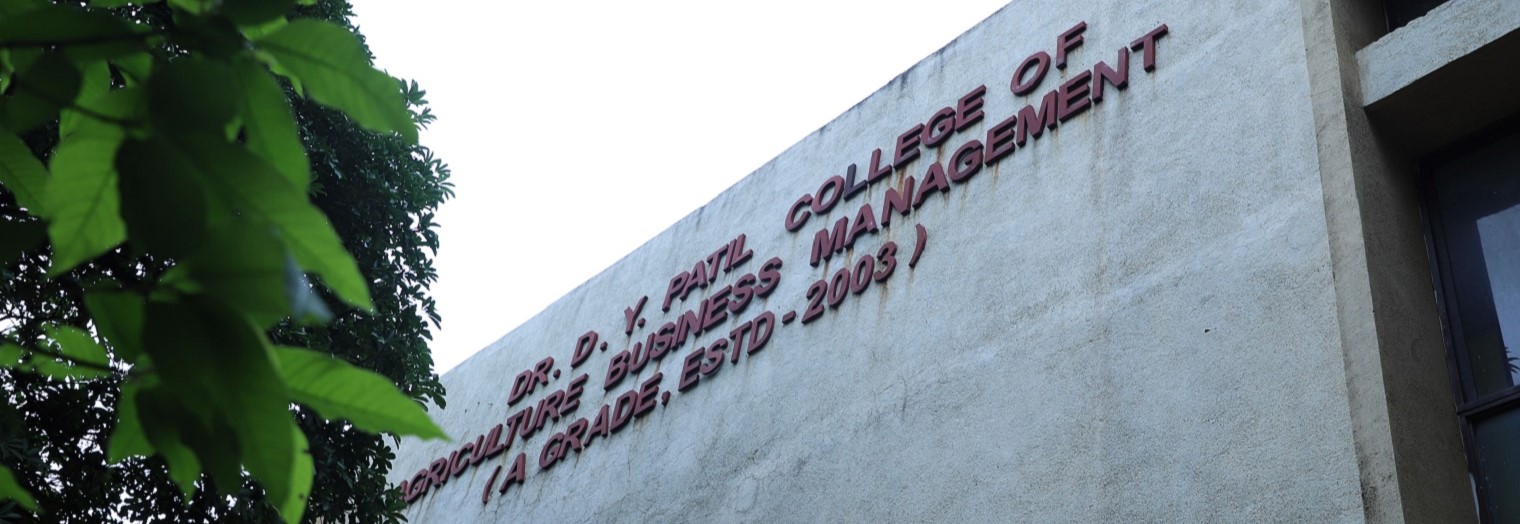 DR. D. Y. PATIL COLLEGE OF
AGRICULTURE BUSINESS MANAGEMENT
( A GRADE, ESTD - 2003 )